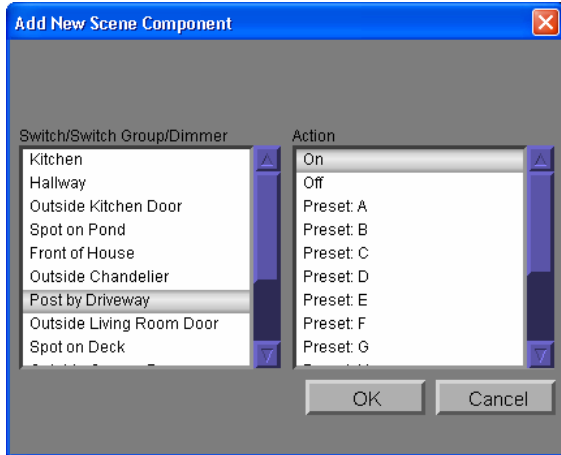 Add New Scene Component
Switch/Switch Group/Dimmer
Kitchen
Hallway
Outside Kitchen Door
Spot on Pond
Front of House
Outside Chandelier
Post by Driveway
Outside Living Room Door
Spot on Deck
Action
On
Off
Preset: A
Preset: B
Preset: C
Preset: D
Preset: E
Preset: F
Preset: G
OK
Cancel